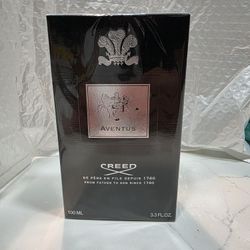 AVENTUS
CREED
DE PÈRE EN FILS DEPUIS 1760
FROM FATHER TO SON SINCE 1760
100 ML 3.3 FL.OZ.